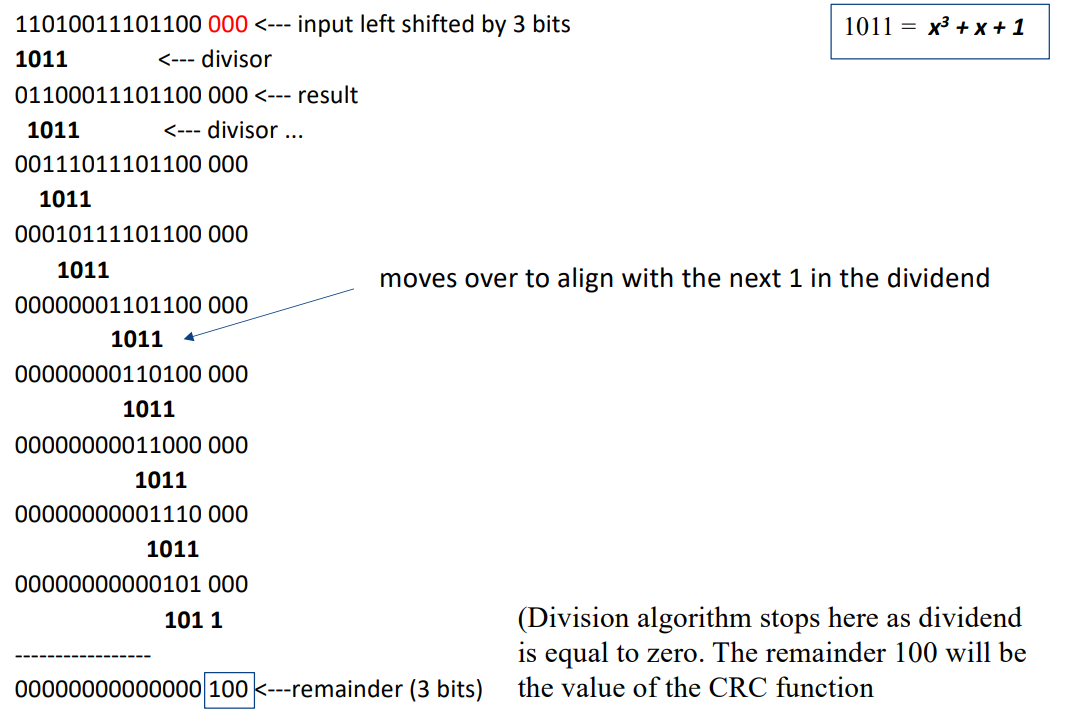 11010011101100 000 <--- input left shifted by 3 bits
1011 = x³ + x + 1
1011 <--- divisor
01100011101100 000 <--- result
1011 <--- divisor ...
00111011101100 000
1011
00010111101100 000
1011
moves over to align with the next 1 in the dividend
00000001101100 000
1011
00000000110100 000
1011
00000000011000 000
1011
00000000001110 000
1011
00000000000101 000
101 1
-----------------
00000000000000 100 <---remainder (3 bits)
(Division algorithm stops here as dividend
is equal to zero. The remainder 100 will be
the value of the CRC function